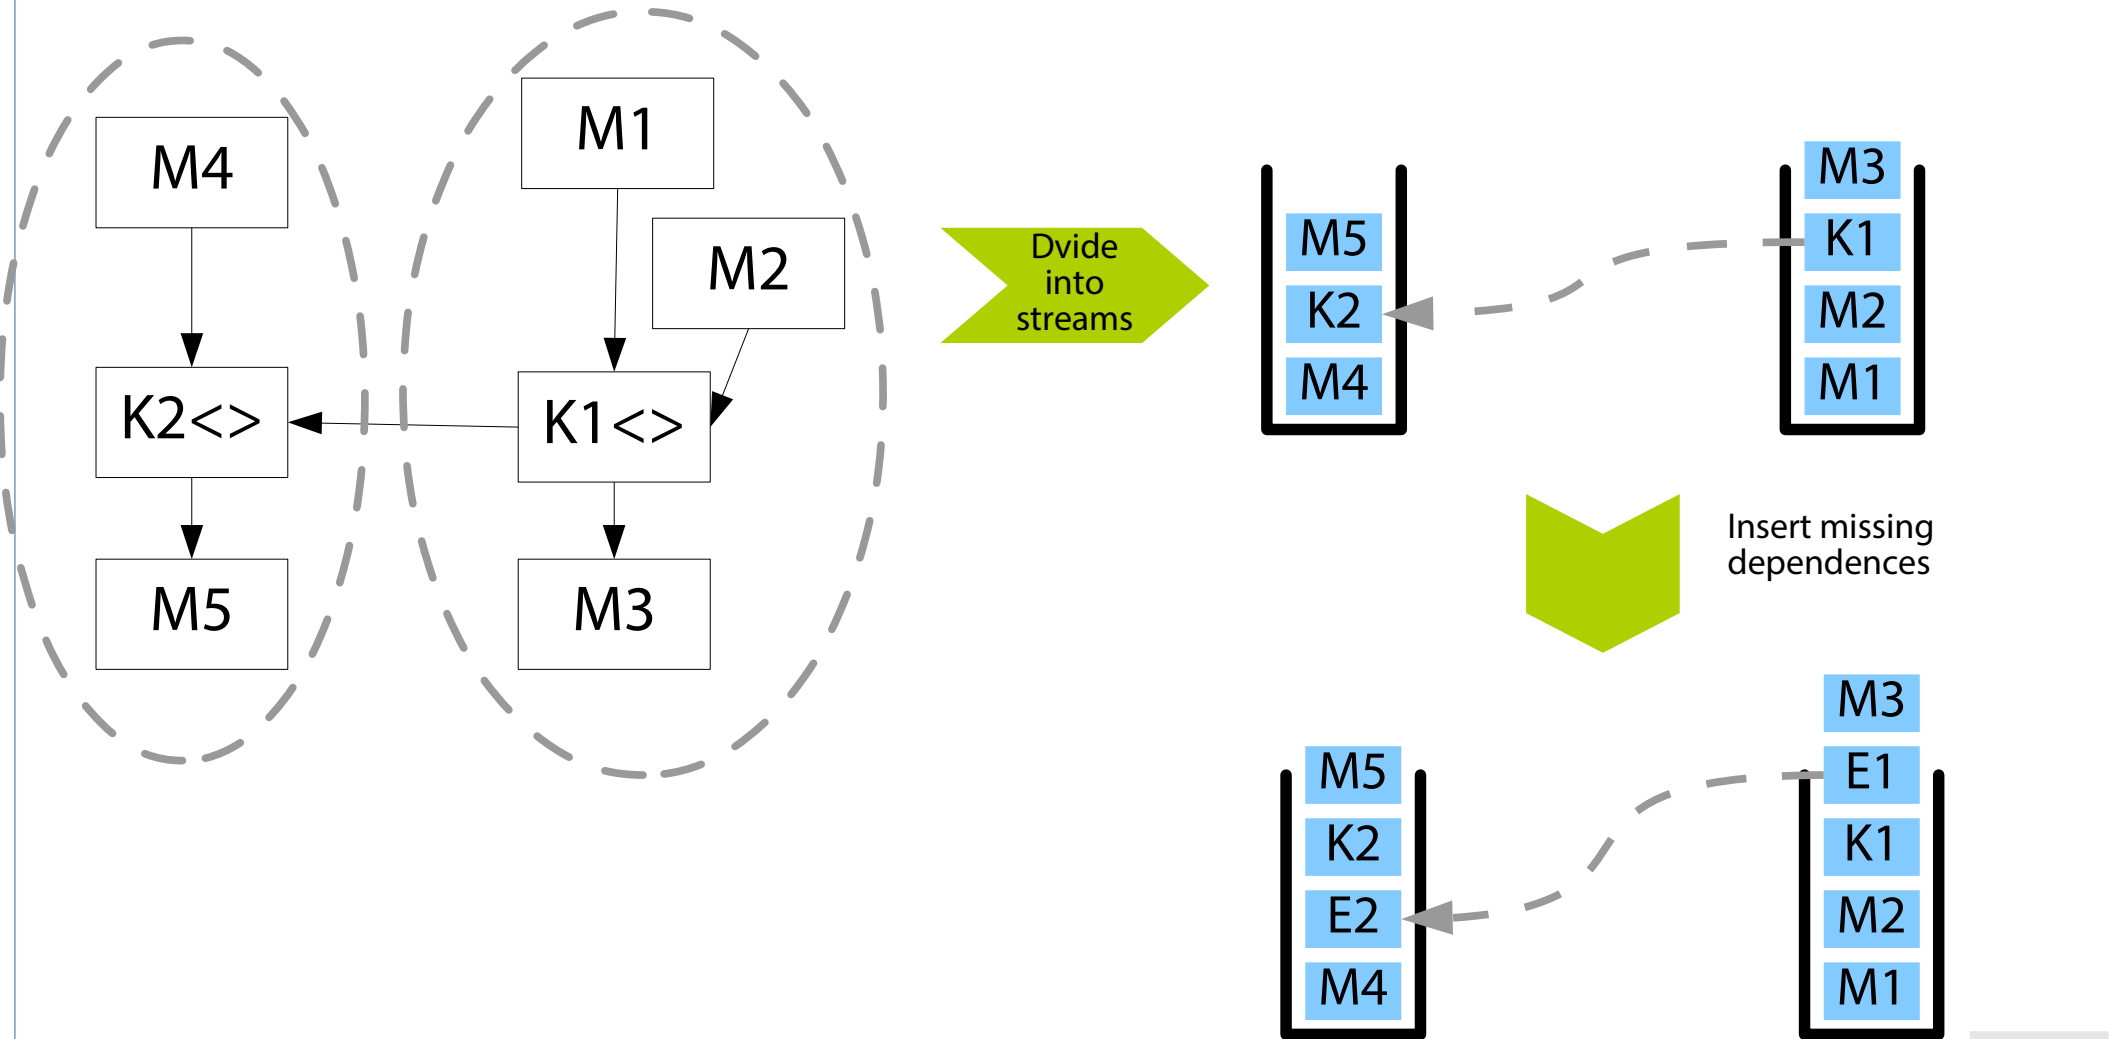 M4
M1
M2
K2<>
K1<>
M5
M3
Dvide
into
streams
M5
K2
M4
M3
K1
M2
M1
Insert missing
dependences
M5
K2
E2
M4
M3
E1
K1
M2
M1